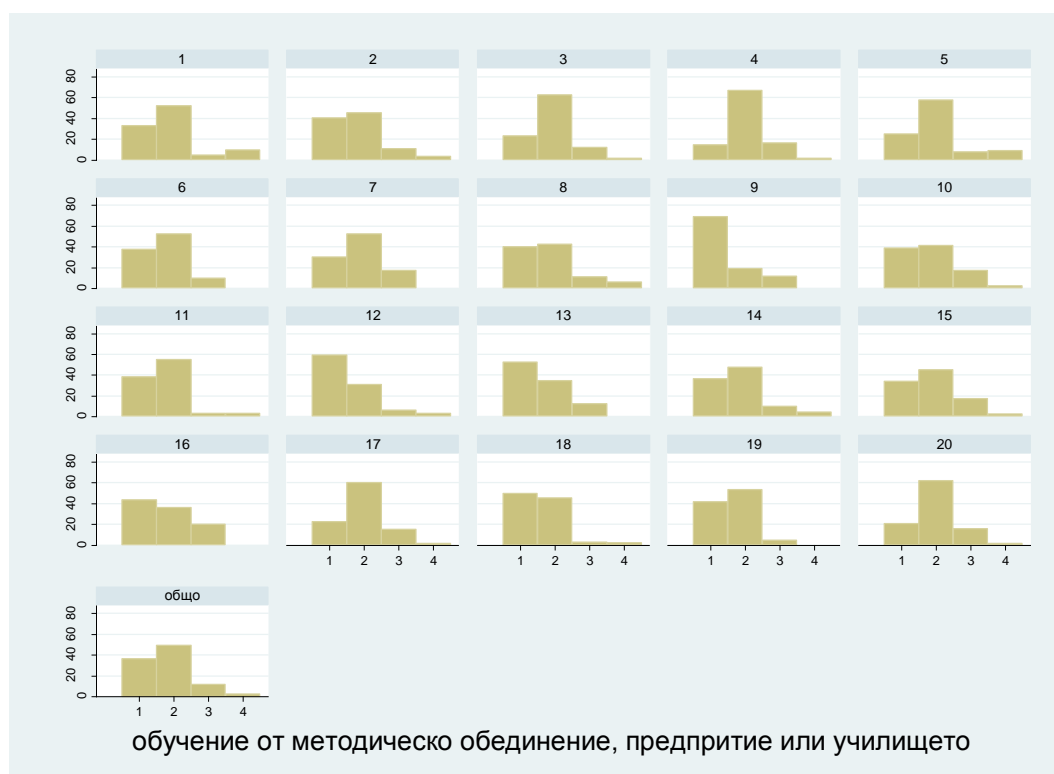 1 2 3 4 5
0 20 40 60 80
6 7 8 9 10
0 20 40 60 80
11 12 13 14 15
0 20 40 60 80
16 17 18 19 20
0 20 40 60 80
1 2 3 4 1 2 3 4 1 2 3 4 1 2 3 4
общо
0 20 40 60 80
1 2 3 4
обучение от методическо обединение, предпритие или училището